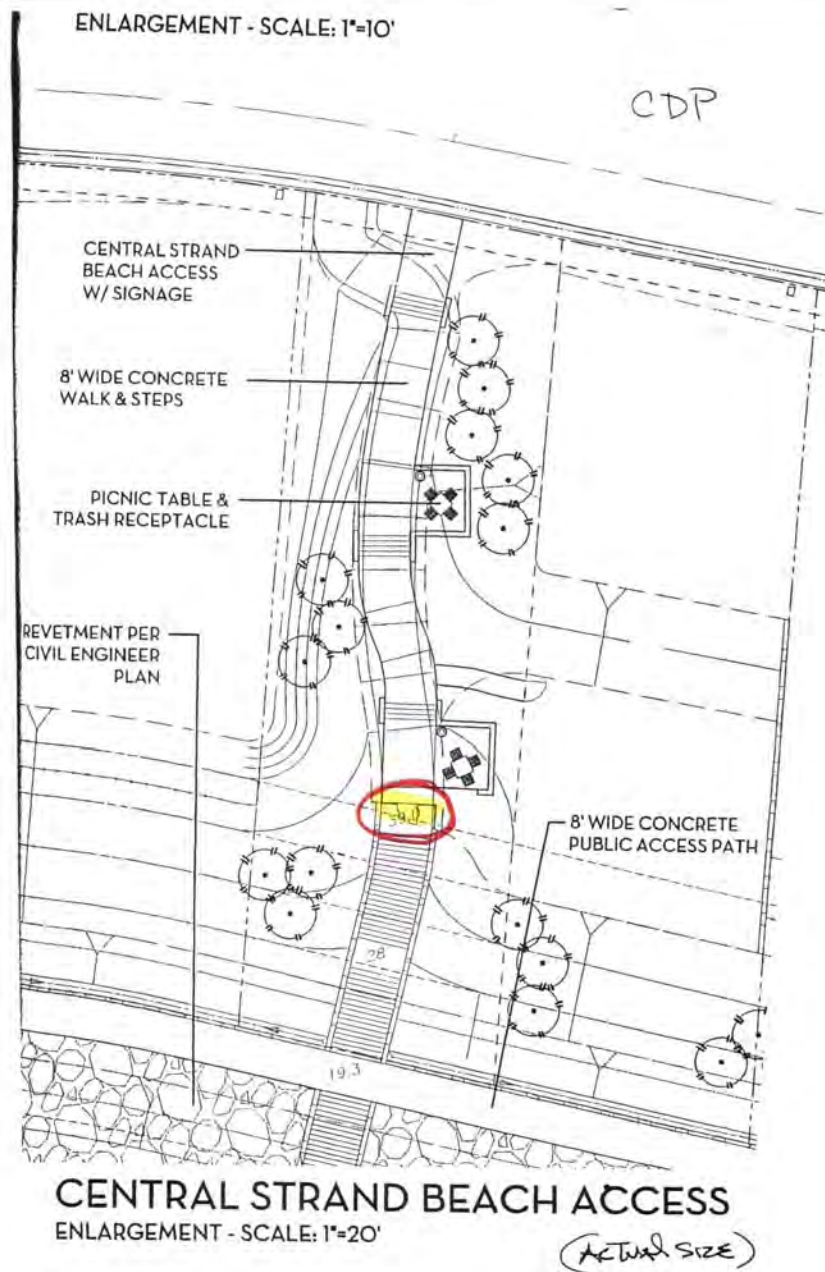 ENLARGEMENT - SCALE: 1"=10'
CDP
CENTRAL STRAND
BEACH ACCESS
W/ SIGNAGE
8' WIDE CONCRETE
WALK & STEPS
PICNIC TABLE &
TRASH RECEPTACLE
REVETMENT PER
CIVIL ENGINEER
PLAN
8' WIDE CONCRETE
PUBLIC ACCESS PATH
28
19.3
CENTRAL STRAND BEACH ACCESS
ENLARGEMENT - SCALE: 1"=20'
(ACTUAL SIZE)